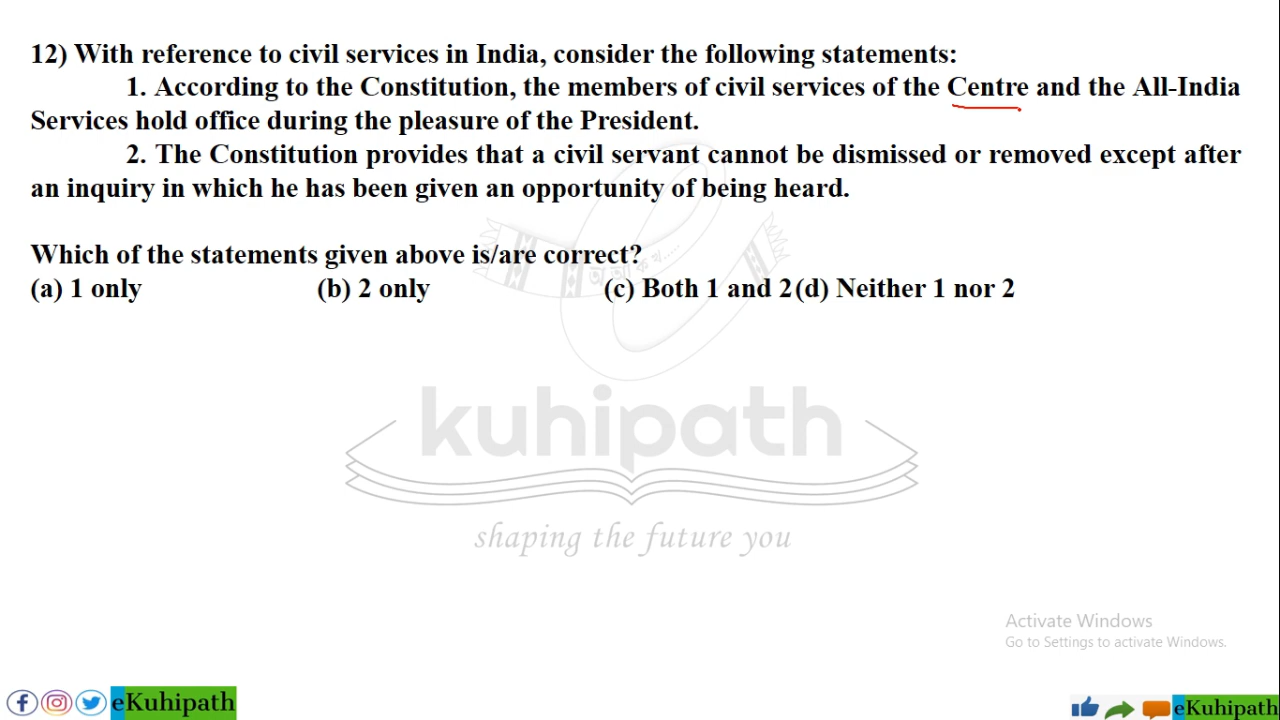 12) With reference to civil services in India, consider the following statements:
1. According to the Constitution, the members of civil services of the Centre and the All-India
Services hold office during the pleasure of the President.
2. The Constitution provides that a civil servant cannot be dismissed or removed except after
an inquiry in which he has been given an opportunity of being heard.
Which of the statements given above is/are correct?
(a) 1 only (b) 2 only (c) Both 1 and 2 (d) Neither 1 nor 2
kuhipath
shaping the future you
Activate Windows
Go to Settings to activate Windows.
eKuhipath
eKuhipath